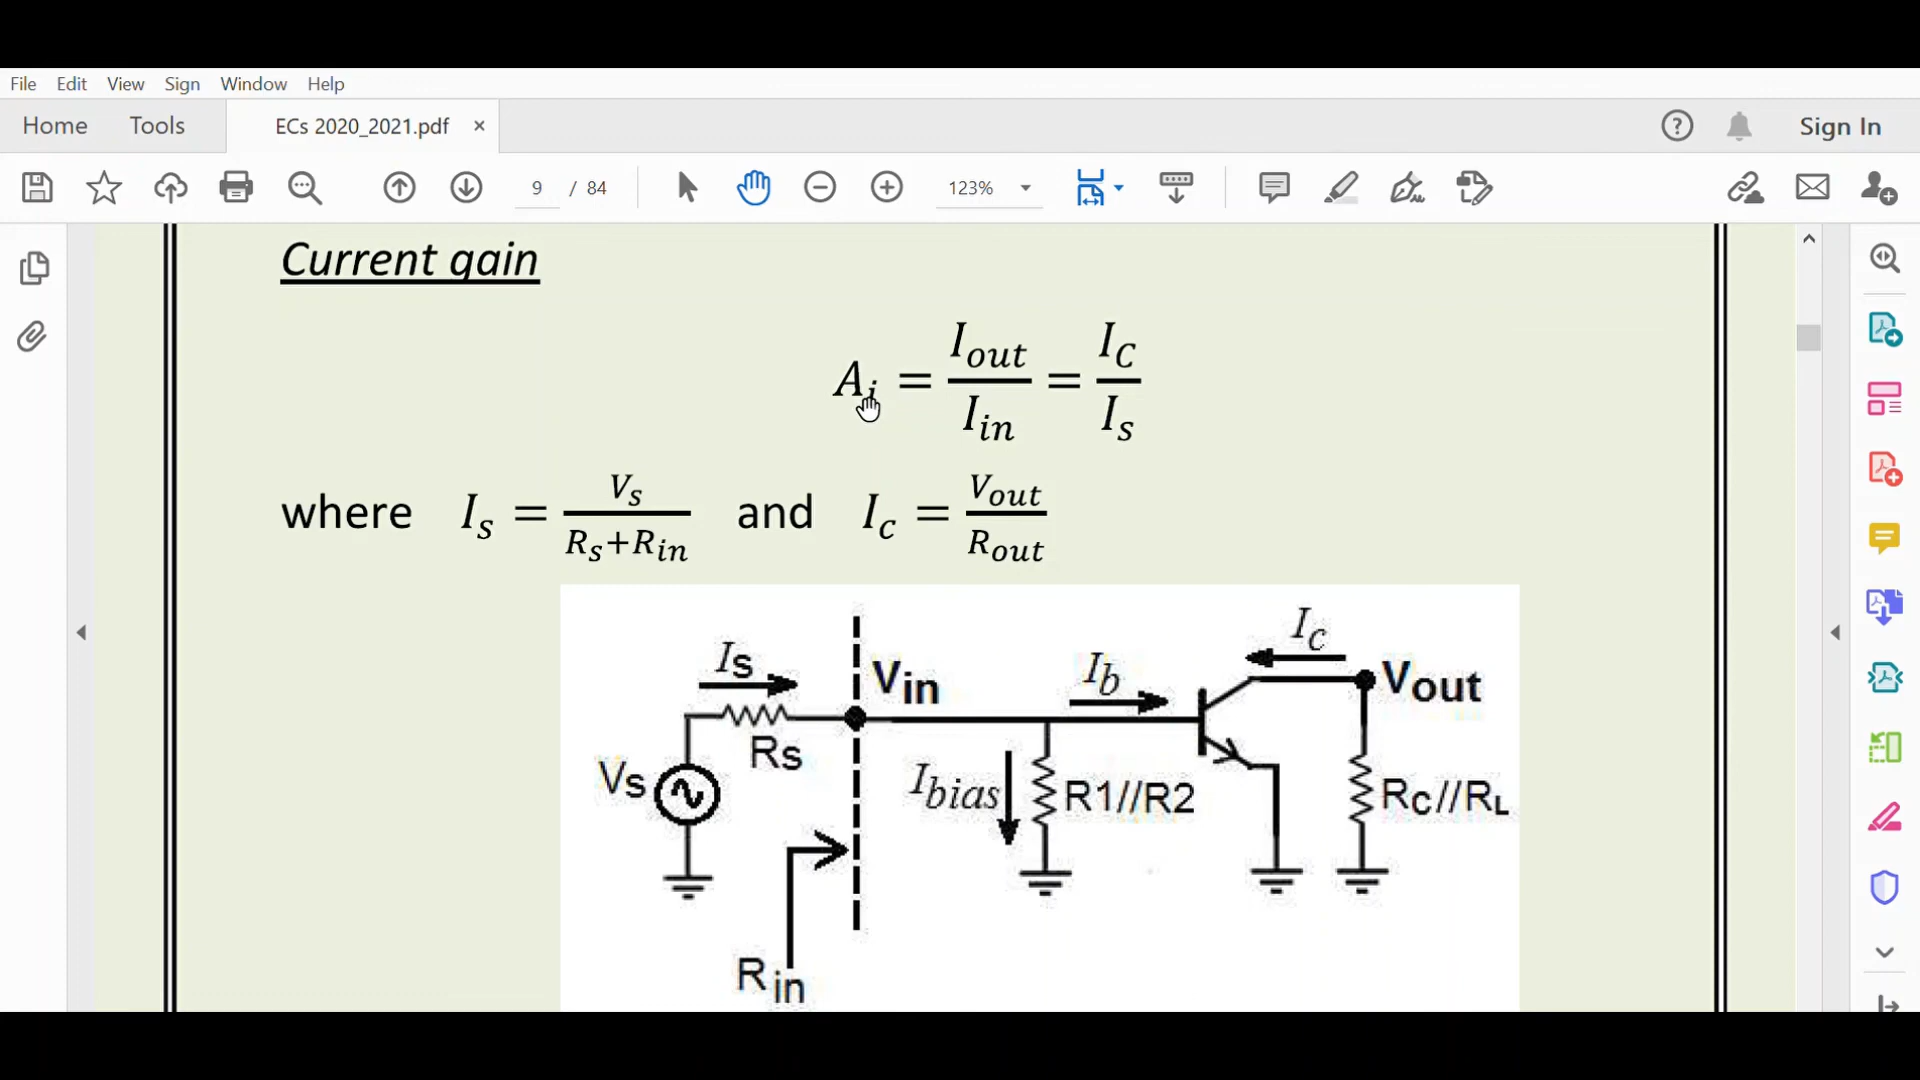 File Edit View Sign Window Help
Home Tools ECs 2020_2021.pdf × ? Sign In
9 / 84 123%
Current gain
A_i = I_out / I_in = I_C / I_s
where I_s = V_s / (R_s+R_in) and I_c = V_out / R_out
I_C
I_S V_in I_b V_out
Rs
Vs I_bias R1//R2 R_C//R_L
R_in